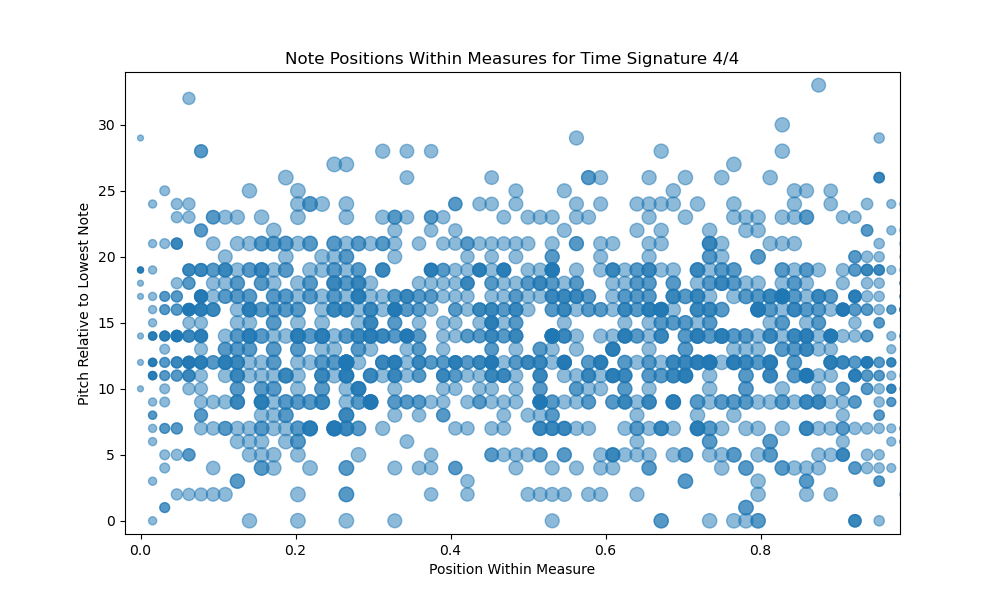 Note Positions Within Measures for Time Signature 4/4
Pitch Relative to Lowest Note
30
25
20
15
10
5
0
0.0 0.2 0.4 0.6 0.8
Position Within Measure